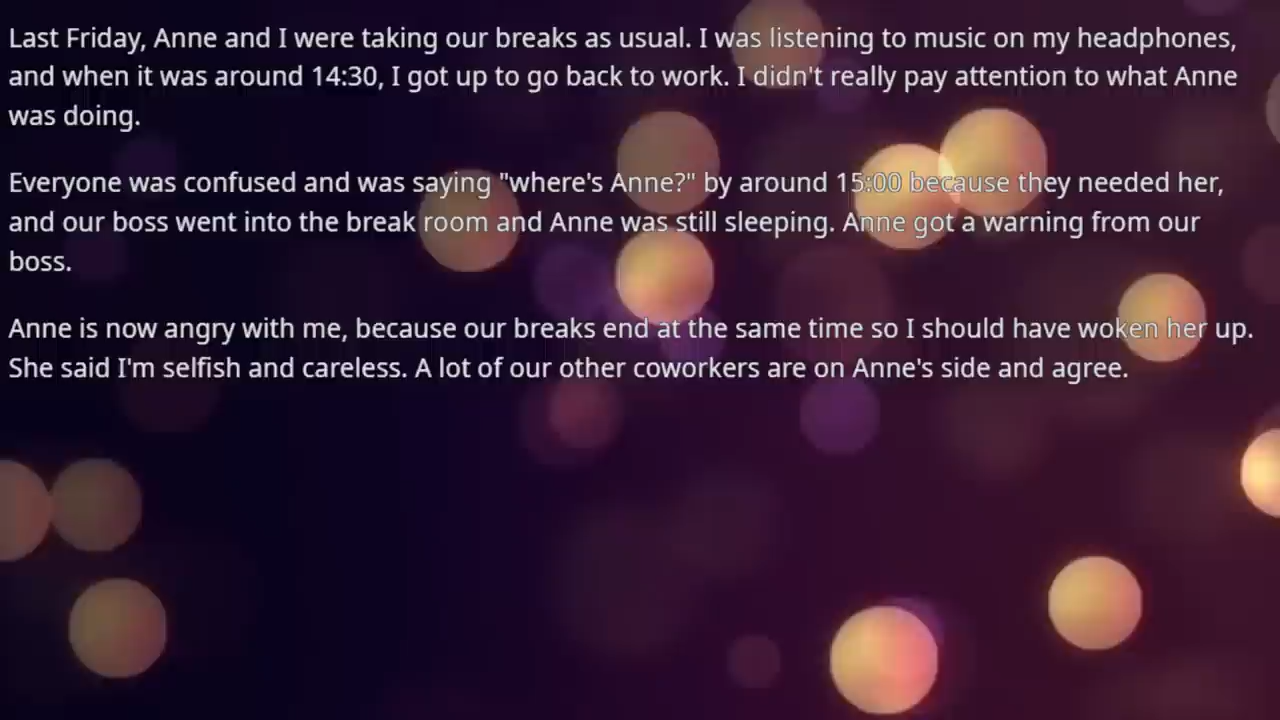 Last Friday, Anne and I were taking our breaks as usual. I was listening to music on my headphones,
and when it was around 14:30, I got up to go back to work. I didn't really pay attention to what Anne
was doing.
Everyone was confused and was saying "where's Anne?" by around 15:00 because they needed her,
and our boss went into the break room and Anne was still sleeping. Anne got a warning from our
boss.
Anne is now angry with me, because our breaks end at the same time so I should have woken her up.
She said I'm selfish and careless. A lot of our other coworkers are on Anne's side and agree.